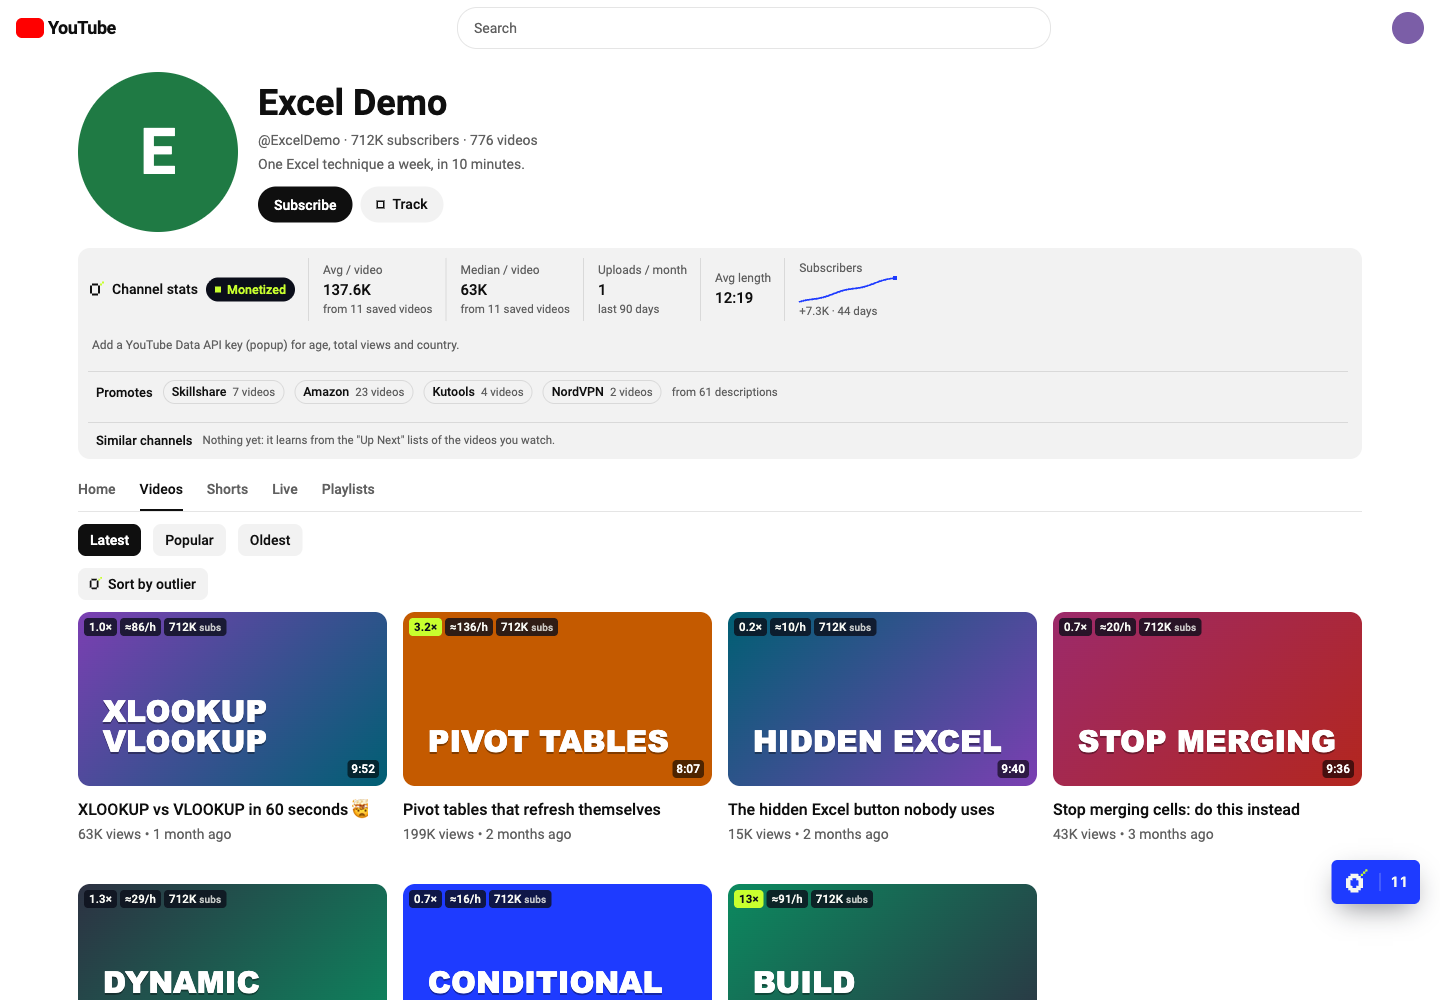 YouTube
Search
E
Excel Demo
@ExcelDemo · 712K subscribers · 776 videos
One Excel technique a week, in 10 minutes.
Subscribe
Track
Channel stats
Monetized
Avg / video
137.6K
from 11 saved videos
Median / video
63K
from 11 saved videos
Uploads / month
1
last 90 days
Avg length
12:19
Subscribers
+7.3K · 44 days
Add a YouTube Data API key (popup) for age, total views and country.
Promotes
Skillshare 7 videos
Amazon 23 videos
Kutools 4 videos
NordVPN 2 videos
from 61 descriptions
Similar channels
Nothing yet: it learns from the "Up Next" lists of the videos you watch.
Home
Videos
Shorts
Live
Playlists
Latest
Popular
Oldest
Sort by outlier
1.0× ≈86/h 712K subs
XLOOKUP
VLOOKUP
9:52
XLOOKUP vs VLOOKUP in 60 seconds 🤯
63K views • 1 month ago
3.2× ≈136/h 712K subs
PIVOT TABLES
8:07
Pivot tables that refresh themselves
199K views • 2 months ago
0.2× ≈10/h 712K subs
HIDDEN EXCEL
9:40
The hidden Excel button nobody uses
15K views • 2 months ago
0.7× ≈20/h 712K subs
STOP MERGING
9:36
Stop merging cells: do this instead
43K views • 3 months ago
1.3× ≈29/h 712K subs
DYNAMIC
0.7× ≈16/h 712K subs
CONDITIONAL
13× ≈91/h 712K subs
BUILD
11